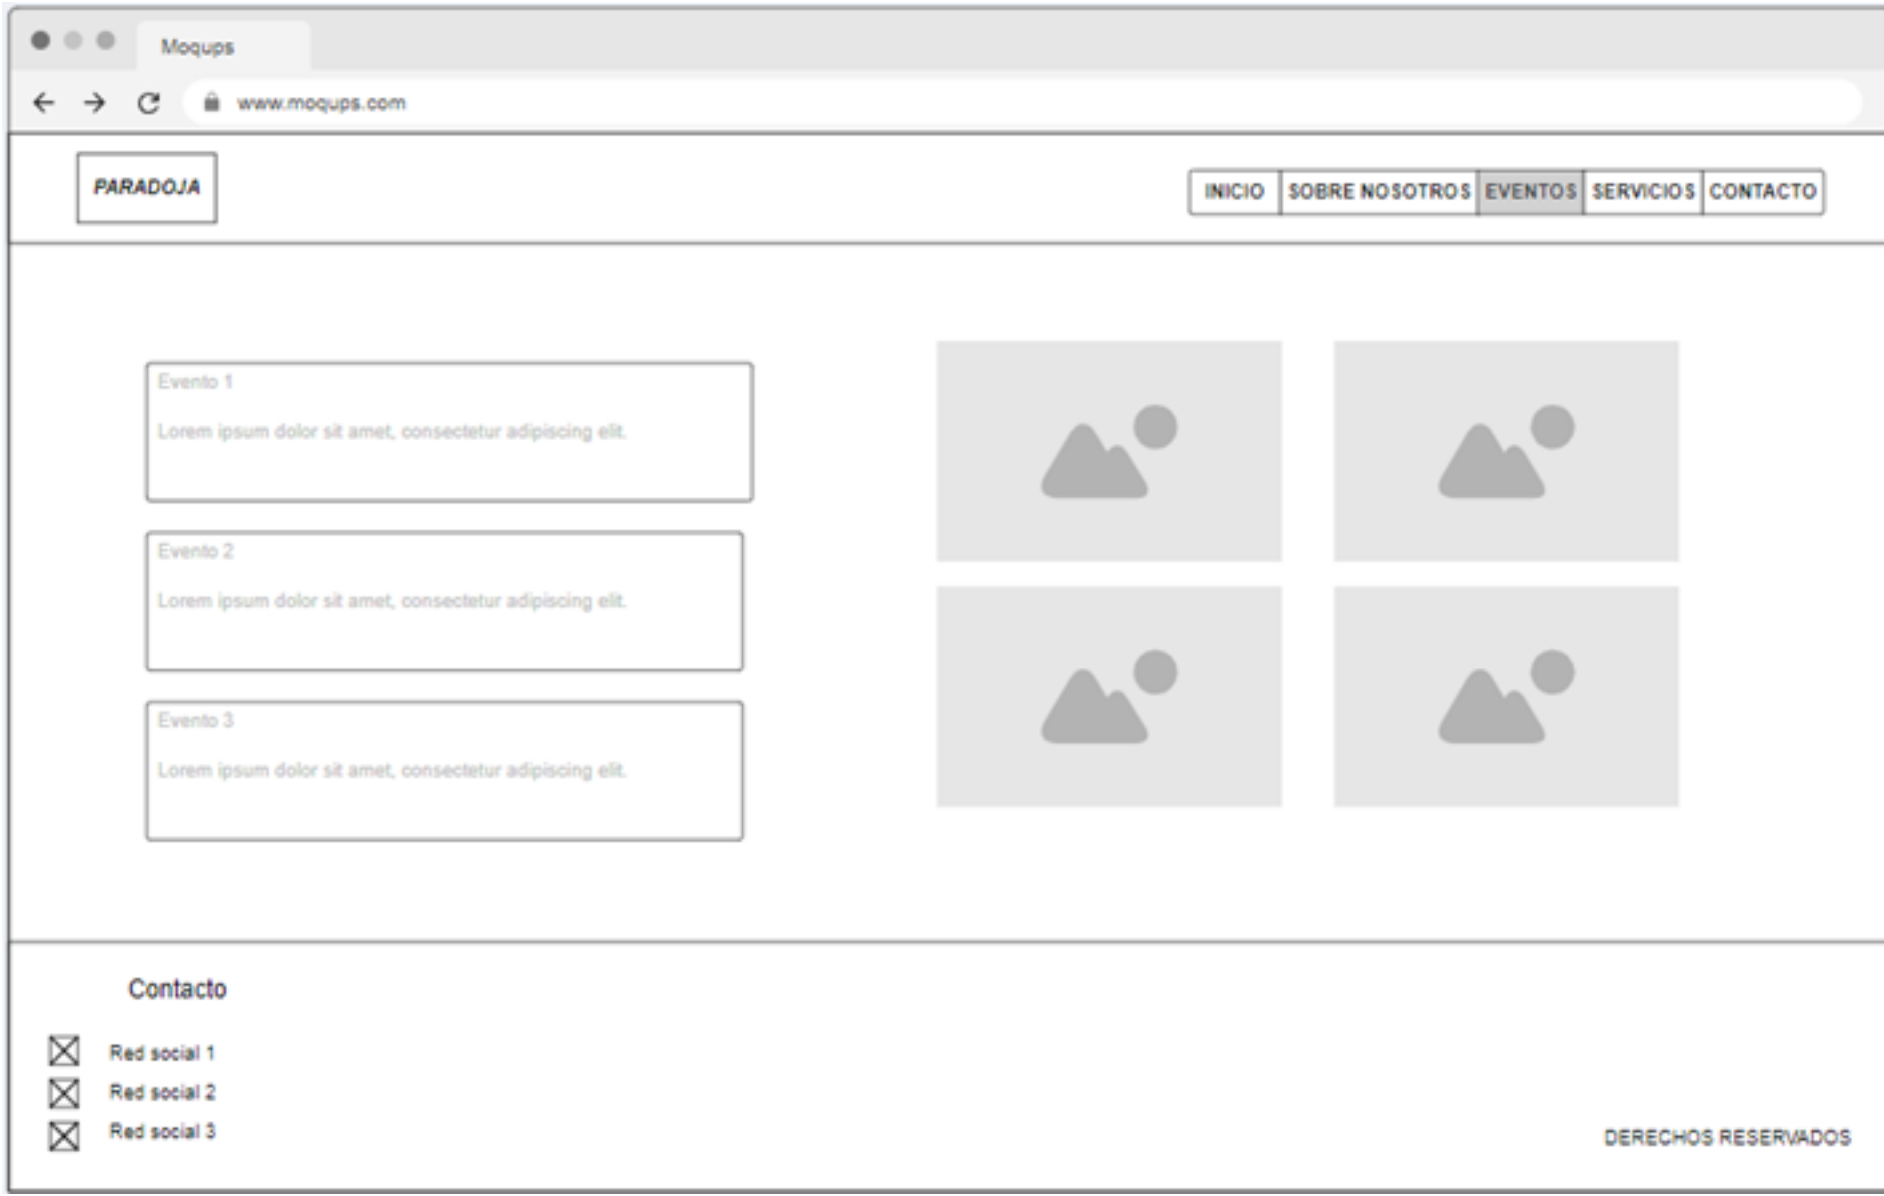 Moqups
www.moqups.com
PARADOJA
INICIO SOBRE NOSOTROS EVENTOS SERVICIOS CONTACTO
Evento 1
Lorem ipsum dolor sit amet, consectetur adipiscing elit.
Evento 2
Lorem ipsum dolor sit amet, consectetur adipiscing elit.
Evento 3
Lorem ipsum dolor sit amet, consectetur adipiscing elit.
Contacto
Red social 1
Red social 2
Red social 3
DERECHOS RESERVADOS